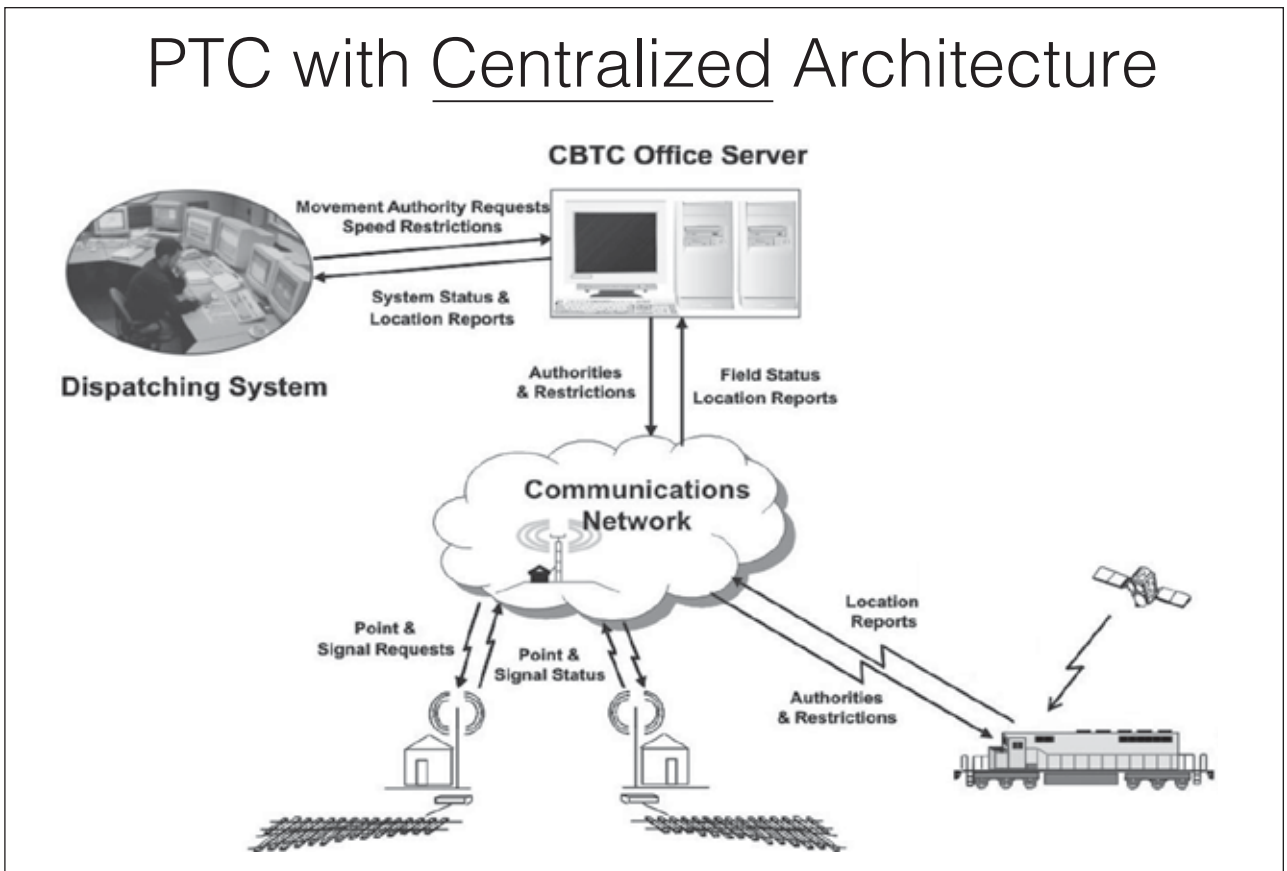 PTC with Centralized Architecture
CBTC Office Server
Movement Authority Requests
Speed Restrictions
System Status &
Location Reports
Dispatching System
Authorities
& Restrictions
Field Status
Location Reports
Communications
Network
Point &
Signal Requests
Point &
Signal Status
Location
Reports
Authorities
& Restrictions